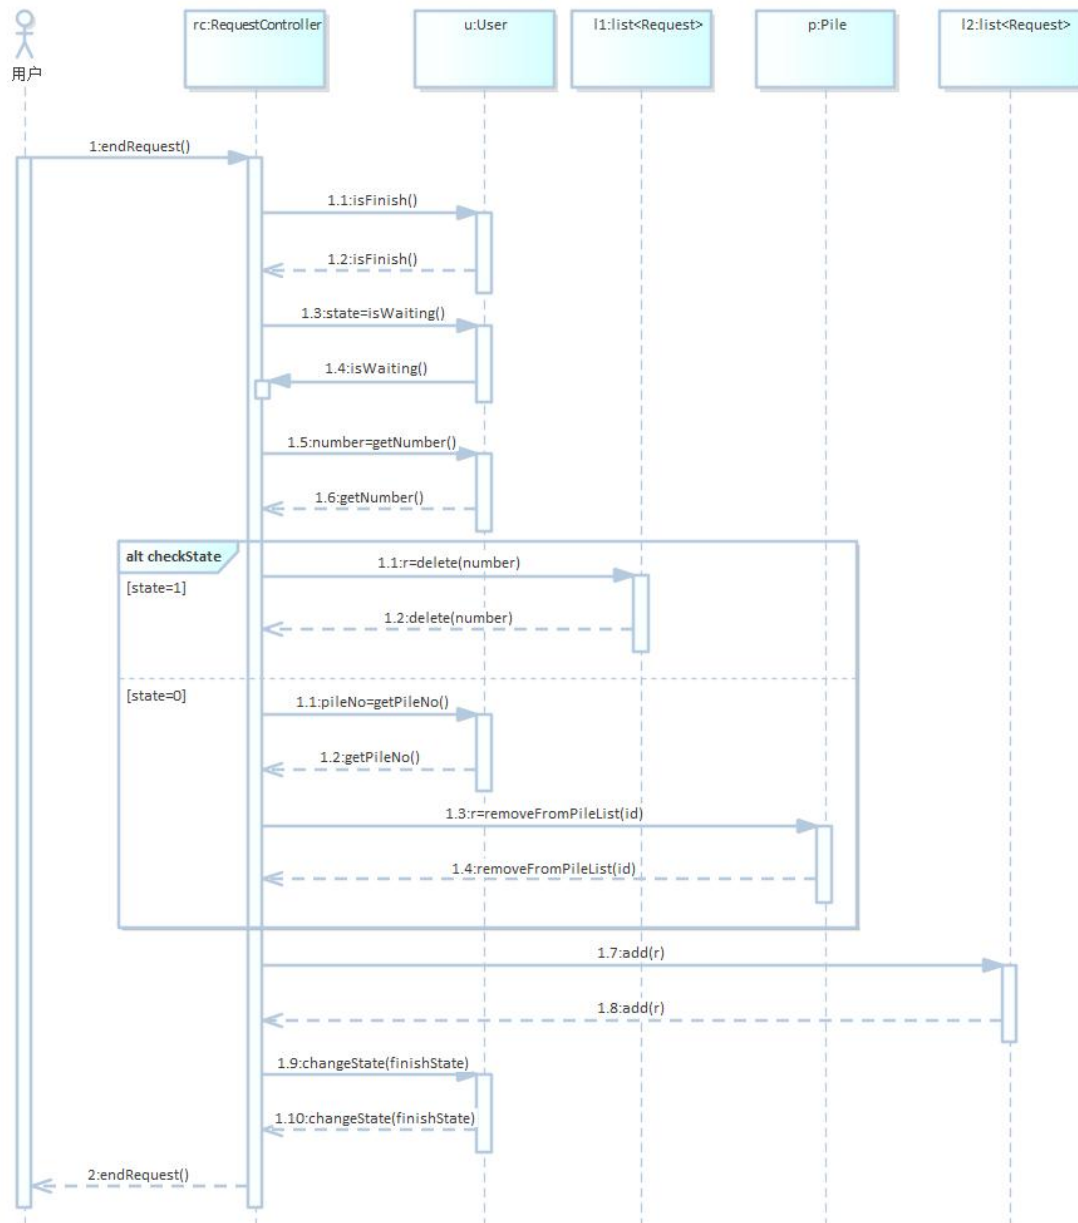 用户
rc:RequestController
u:User
l1:list<Request>
p:Pile
l2:list<Request>
1:endRequest()
1.1:isFinish()
1.2:isFinish()
1.3:state=isWaiting()
1.4:isWaiting()
1.5:number=getNumber()
1.6:getNumber()
alt checkState
1.1:r=delete(number)
[state=1]
1.2:delete(number)
[state=0]
1.1:pileNo=getPileNo()
1.2:getPileNo()
1.3:r=removeFromPileList(id)
1.4:removeFromPileList(id)
1.7:add(r)
1.8:add(r)
1.9:changeState(finishState)
1.10:changeState(finishState)
2:endRequest()